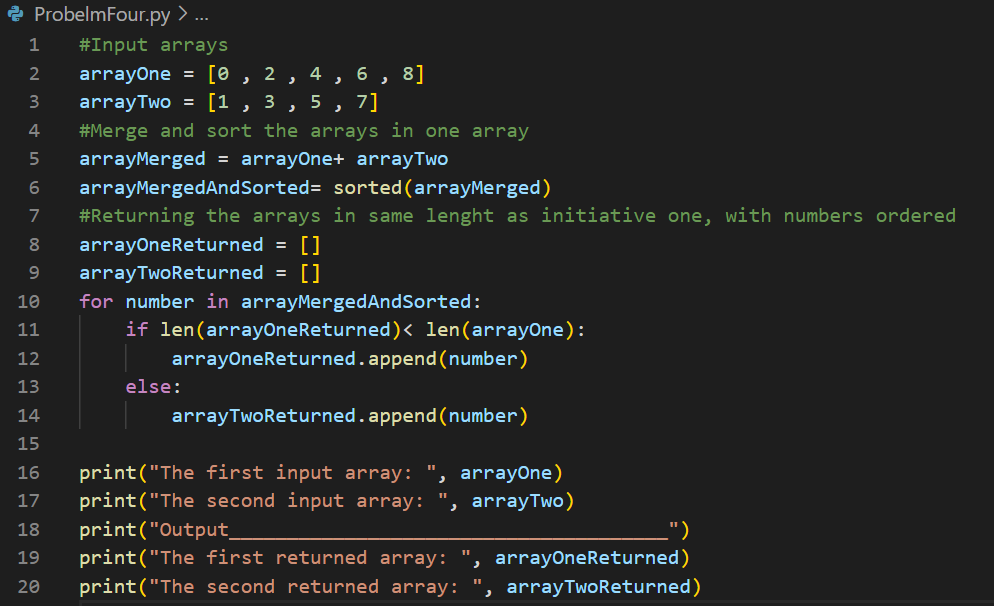 ProbelmFour.py > ...
1 #Input arrays
2 arrayOne = [0 , 2 , 4 , 6 , 8]
3 arrayTwo = [1 , 3 , 5 , 7]
4 #Merge and sort the arrays in one array
5 arrayMerged = arrayOne+ arrayTwo
6 arrayMergedAndSorted= sorted(arrayMerged)
7 #Returning the arrays in same lenght as initiative one, with numbers ordered
8 arrayOneReturned = []
9 arrayTwoReturned = []
10 for number in arrayMergedAndSorted:
11     if len(arrayOneReturned)< len(arrayOne):
12         arrayOneReturned.append(number)
13     else:
14         arrayTwoReturned.append(number)
15
16 print("The first input array: ", arrayOne)
17 print("The second input array: ", arrayTwo)
18 print("Output______________________________________")
19 print("The first returned array: ", arrayOneReturned)
20 print("The second returned array: ", arrayTwoReturned)